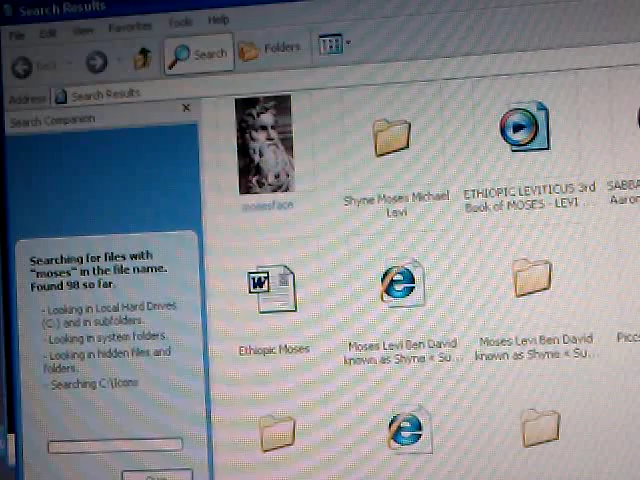 Search Results
File Edit View Favorites Tools Help
Back Search Folders
Address Search Results
Search Companion
Searching for files with
"moses" in the file name.
Found 98 so far.
- Looking in Local Hard Drives
(C:) and in subfolders.
- Looking in system folders.
- Looking in hidden files and
folders.
- Searching C:\Icons
mosesface
Shyne Moses Michael
Levi
ETHIOPIC LEVITICUS 3rd
Book of MOSES - LEVI ...
SABBA
Aaron
Ethiopic Moses
Moses Levi Ben David
known as Shyne « Su...
Moses Levi Ben David
known as Shyne « Su...